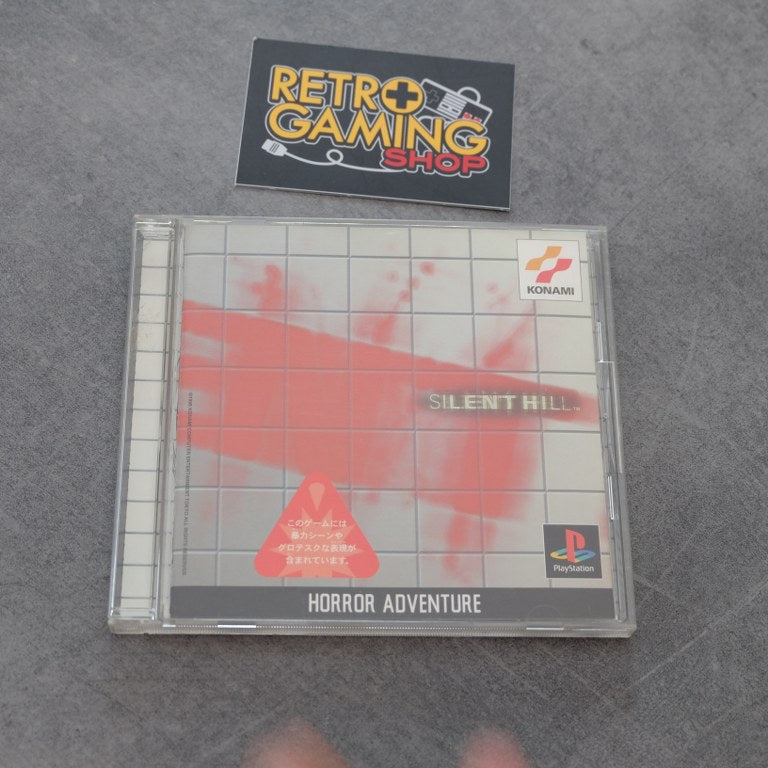 RETRO
GAMING
SHOP
KONAMI
SILENT HILL™
このゲームには
暴力シーンや
グロテスクな表現が
含まれています。
PlayStation
HORROR ADVENTURE